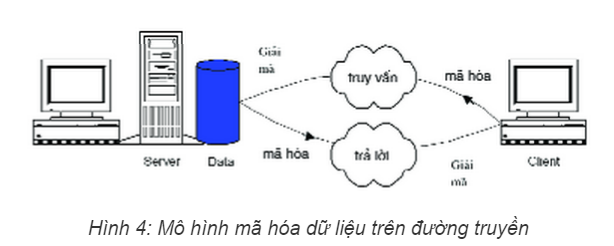 Giải
mã
truy vấn
mã hóa
mã hóa
trả lời
Giải
mã
Server
Data
Client
Hình 4: Mô hình mã hóa dữ liệu trên đường truyền